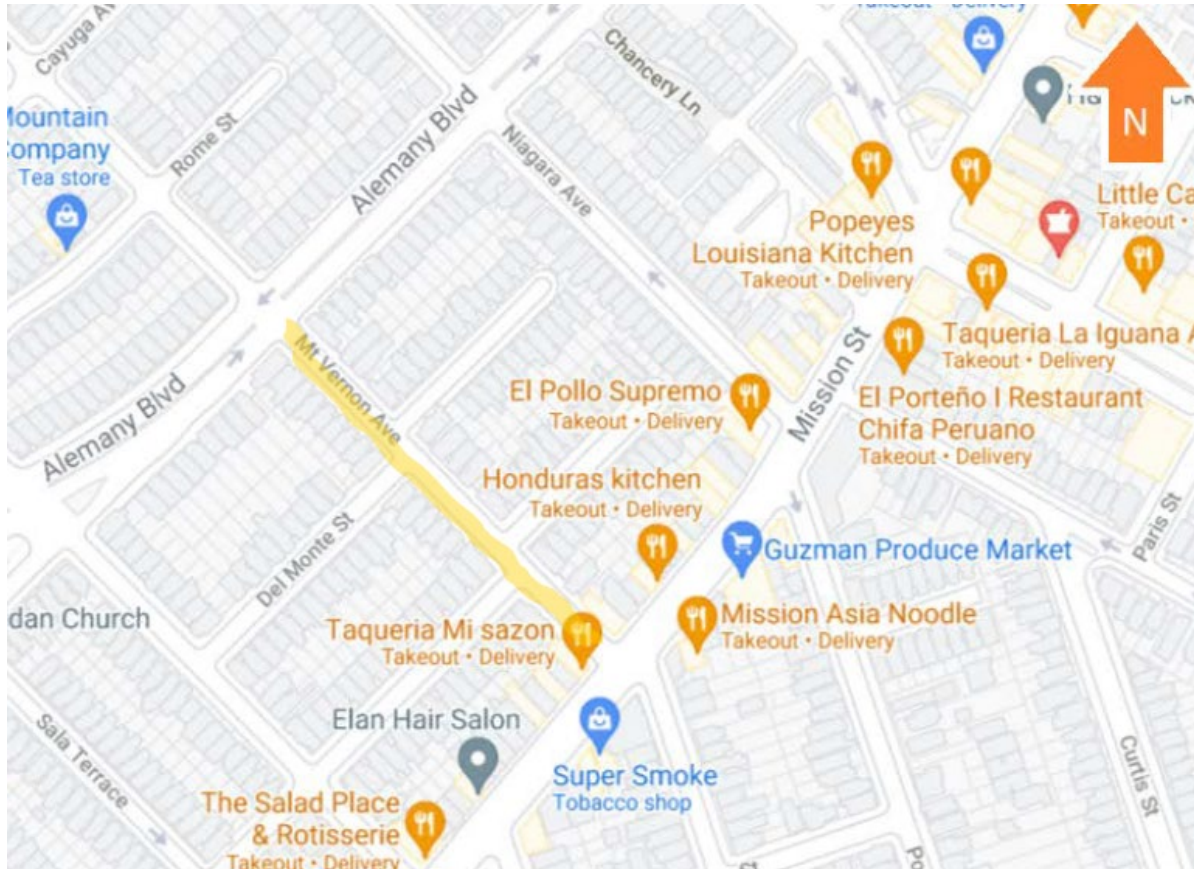 Takeout • Delivery
Cayuga Av
Chancery Ln
N
Mountain
Company
Tea store
Rome St
Alemany Blvd
Niagara Ave
Little Ca
Takeout •
Popeyes
Louisiana Kitchen
Takeout • Delivery
Mt Vernon Ave
Taqueria La Iguana A
Takeout • Delivery
Alemany Blvd
El Pollo Supremo
Takeout • Delivery
Mission St
El Porteño I Restaurant
Chifa Peruano
Takeout • Delivery
Honduras kitchen
Takeout • Delivery
Paris St
Del Monte St
Guzman Produce Market
dan Church
Taqueria Mi sazon
Takeout • Delivery
Mission Asia Noodle
Takeout • Delivery
Elan Hair Salon
Sala Terrace
Super Smoke
Tobacco shop
Curtis St
The Salad Place
& Rotisserie
Takeout • Delivery
Po